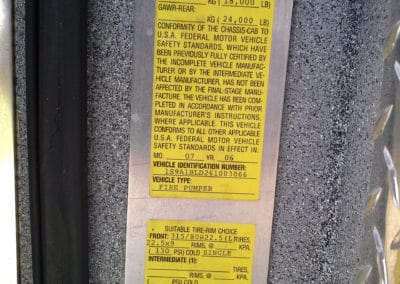 KG ( 18,000 LB)
GAWR-REAR:
KG ( 24,000 LB)
CONFORMITY OF THE CHASSIS-CAB TO
U.S.A. FEDERAL MOTOR VEHICLE
SAFETY STANDARDS, WHICH HAVE
BEEN PREVIOUSLY FULLY CERTIFIED BY
THE INCOMPLETE VEHICLE MANUFAC-
TURER OR BY THE INTERMEDIATE VE-
HICLE MANUFACTURER, HAS NOT BEEN
AFFECTED BY THE FINAL-STAGE MANU-
FACTURE. THE VEHICLE HAS BEEN COM-
PLETED IN ACCORDANCE WITH PRIOR
MANUFACTURER'S INSTRUCTIONS,
WHERE APPLICABLE. THIS VEHICLE
CONFORMS TO ALL OTHER APPLICABLE
U.S.A. FEDERAL MOTOR VEHICLE
SAFETY STANDARDS IN EFFECT IN:
MO. 07 YR. 06
VEHICLE IDENTIFICATION NUMBER:
1S9A1BLD261003066
VEHICLE TYPE:
FIRE PUMPER
SUITABLE TIRE-RIM CHOICE
FRONT: 315/80R22.5(L)TIRES,
22.5x9 RIMS, @ KPA,
( 130 PSI) COLD SINGLE
INTERMEDIATE (1):
TIRES,
RIMS, @ KPA,
( PSI) COLD